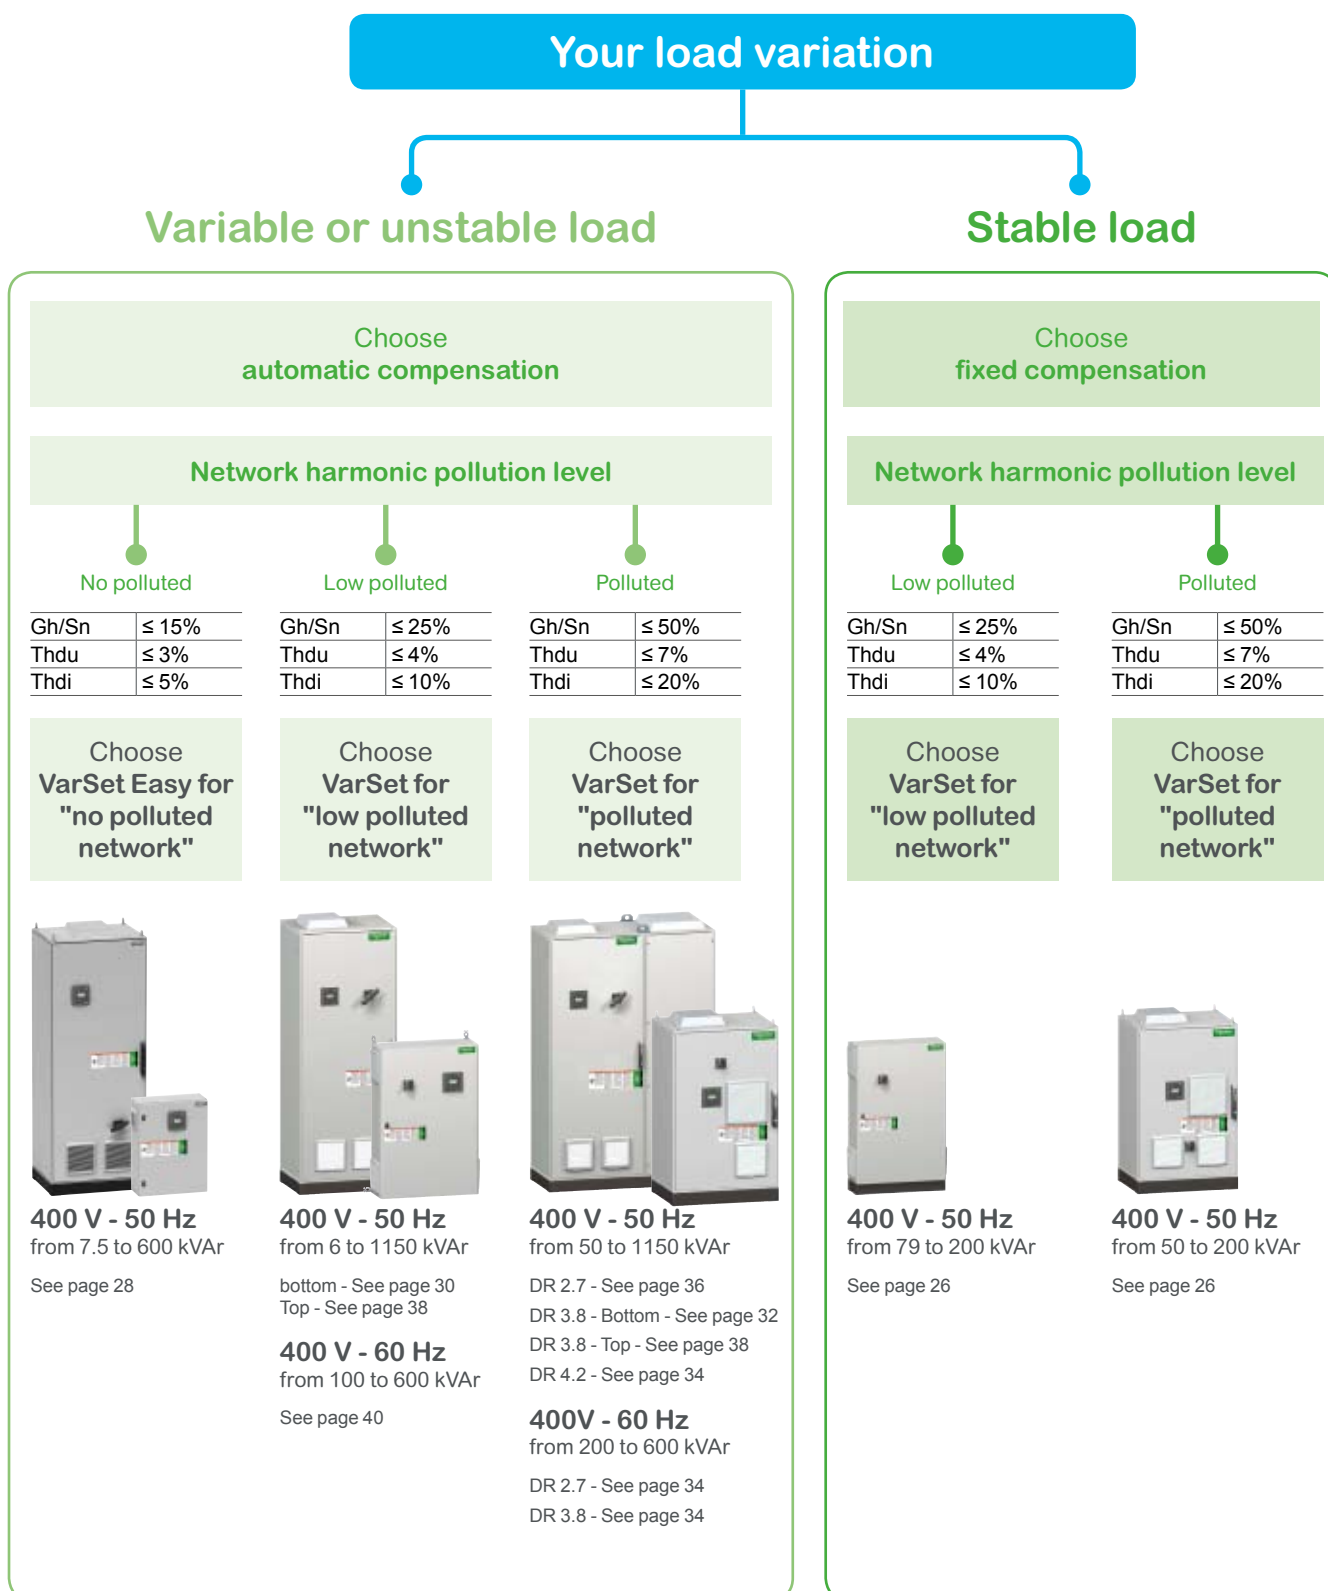 Your load variation
Variable or unstable load
Choose
automatic compensation
Network harmonic pollution level
No polluted
Gh/Sn ≤ 15%
Thdu ≤ 3%
Thdi ≤ 5%
Choose
VarSet Easy for
"no polluted
network"
400 V - 50 Hz
from 7.5 to 600 kVAr
See page 28
Low polluted
Gh/Sn ≤ 25%
Thdu ≤ 4%
Thdi ≤ 10%
Choose
VarSet for
"low polluted
network"
400 V - 50 Hz
from 6 to 1150 kVAr
bottom - See page 30
Top - See page 38
400 V - 60 Hz
from 100 to 600 kVAr
See page 40
Polluted
Gh/Sn ≤ 50%
Thdu ≤ 7%
Thdi ≤ 20%
Choose
VarSet for
"polluted
network"
400 V - 50 Hz
from 50 to 1150 kVAr
DR 2.7 - See page 36
DR 3.8 - Bottom - See page 32
DR 3.8 - Top - See page 38
DR 4.2 - See page 34
400V - 60 Hz
from 200 to 600 kVAr
DR 2.7 - See page 34
DR 3.8 - See page 34
Stable load
Choose
fixed compensation
Network harmonic pollution level
Low polluted
Gh/Sn ≤ 25%
Thdu ≤ 4%
Thdi ≤ 10%
Choose
VarSet for
"low polluted
network"
400 V - 50 Hz
from 79 to 200 kVAr
See page 26
Polluted
Gh/Sn ≤ 50%
Thdu ≤ 7%
Thdi ≤ 20%
Choose
VarSet for
"polluted
network"
400 V - 50 Hz
from 50 to 200 kVAr
See page 26